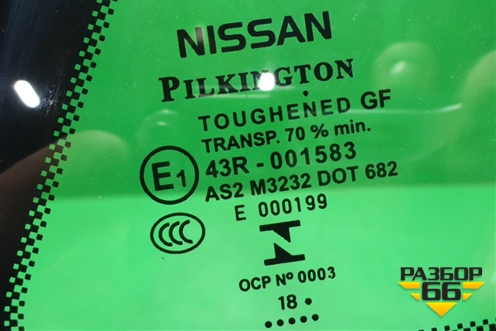 NISSAN
PILKINGTON
TOUGHENED GF
TRANSP. 70 % min.
E1 43R - 001583
AS2 M3232 DOT 682
E 000199
CCC
OCP Nº 0003
18
РАЗБОР
66